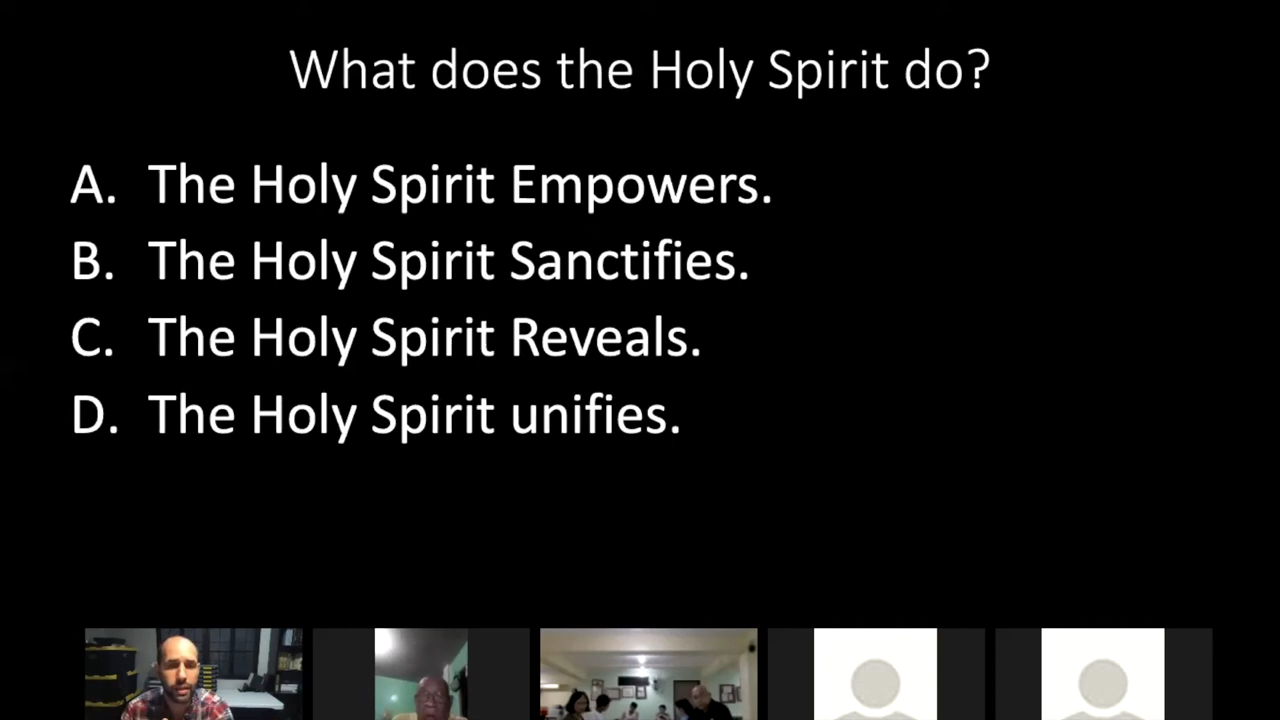 What does the Holy Spirit do?
A. The Holy Spirit Empowers.
B. The Holy Spirit Sanctifies.
C. The Holy Spirit Reveals.
D. The Holy Spirit unifies.